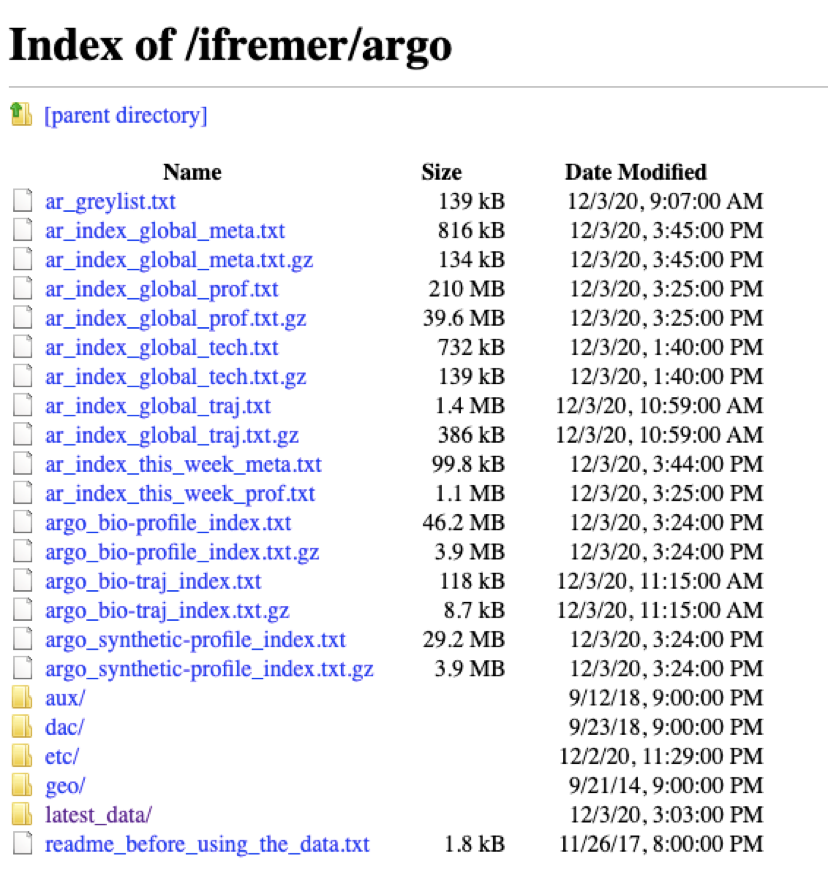 Index of /ifremer/argo
[parent directory]
Name Size Date Modified
ar_greylist.txt 139 kB 12/3/20, 9:07:00 AM
ar_index_global_meta.txt 816 kB 12/3/20, 3:45:00 PM
ar_index_global_meta.txt.gz 134 kB 12/3/20, 3:45:00 PM
ar_index_global_prof.txt 210 MB 12/3/20, 3:25:00 PM
ar_index_global_prof.txt.gz 39.6 MB 12/3/20, 3:25:00 PM
ar_index_global_tech.txt 732 kB 12/3/20, 1:40:00 PM
ar_index_global_tech.txt.gz 139 kB 12/3/20, 1:40:00 PM
ar_index_global_traj.txt 1.4 MB 12/3/20, 10:59:00 AM
ar_index_global_traj.txt.gz 386 kB 12/3/20, 10:59:00 AM
ar_index_this_week_meta.txt 99.8 kB 12/3/20, 3:44:00 PM
ar_index_this_week_prof.txt 1.1 MB 12/3/20, 3:25:00 PM
argo_bio-profile_index.txt 46.2 MB 12/3/20, 3:24:00 PM
argo_bio-profile_index.txt.gz 3.9 MB 12/3/20, 3:24:00 PM
argo_bio-traj_index.txt 118 kB 12/3/20, 11:15:00 AM
argo_bio-traj_index.txt.gz 8.7 kB 12/3/20, 11:15:00 AM
argo_synthetic-profile_index.txt 29.2 MB 12/3/20, 3:24:00 PM
argo_synthetic-profile_index.txt.gz 3.9 MB 12/3/20, 3:24:00 PM
aux/ 9/12/18, 9:00:00 PM
dac/ 9/23/18, 9:00:00 PM
etc/ 12/2/20, 11:29:00 PM
geo/ 9/21/14, 9:00:00 PM
latest_data/ 12/3/20, 3:03:00 PM
readme_before_using_the_data.txt 1.8 kB 11/26/17, 8:00:00 PM